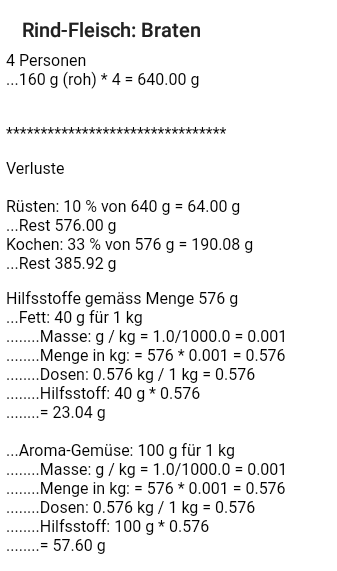 Rind-Fleisch: Braten
4 Personen
...160 g (roh) * 4 = 640.00 g
********************************
Verluste
Rüsten: 10 % von 640 g = 64.00 g
...Rest 576.00 g
Kochen: 33 % von 576 g = 190.08 g
...Rest 385.92 g
Hilfsstoffe gemäss Menge 576 g
...Fett: 40 g für 1 kg
........Masse: g / kg = 1.0/1000.0 = 0.001
........Menge in kg: = 576 * 0.001 = 0.576
........Dosen: 0.576 kg / 1 kg = 0.576
........Hilfsstoff: 40 g * 0.576
........= 23.04 g
...Aroma-Gemüse: 100 g für 1 kg
........Masse: g / kg = 1.0/1000.0 = 0.001
........Menge in kg: = 576 * 0.001 = 0.576
........Dosen: 0.576 kg / 1 kg = 0.576
........Hilfsstoff: 100 g * 0.576
........= 57.60 g